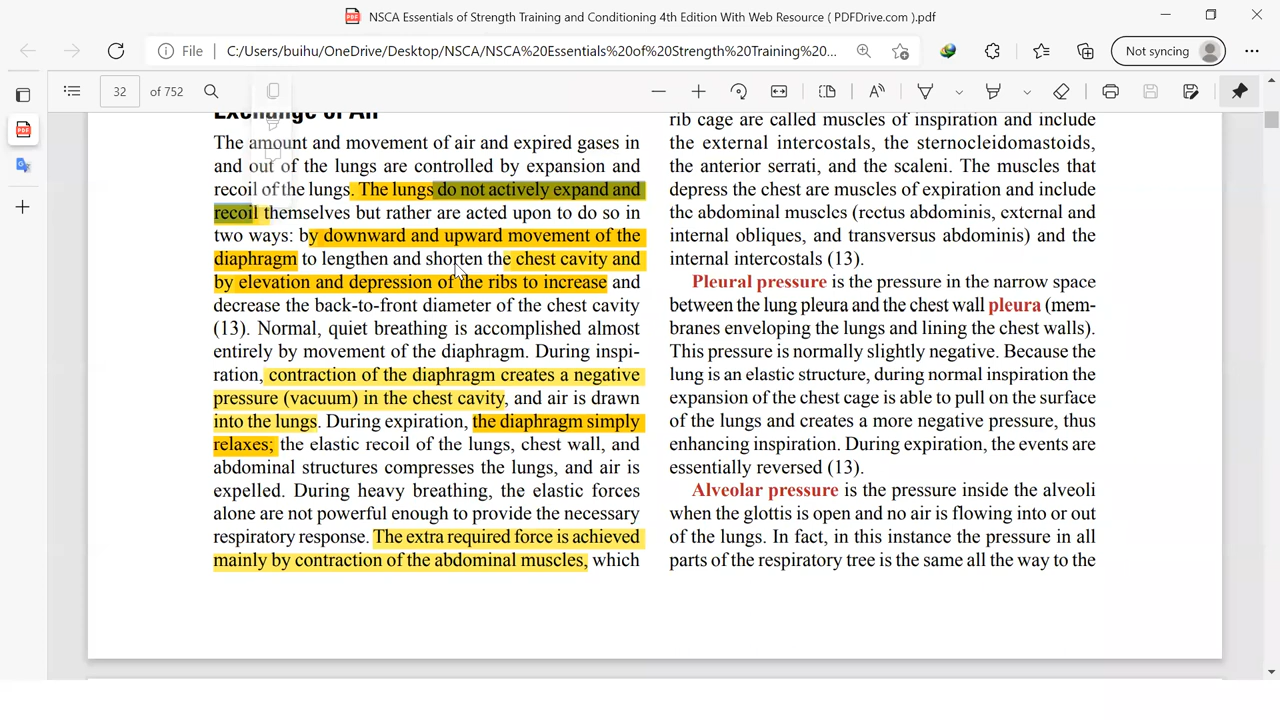 NSCA Essentials of Strength Training and Conditioning 4th Edition With Web Resource ( PDFDrive.com ).pdf
File
C:/Users/buihu/OneDrive/Desktop/NSCA/NSCA%20Essentials%20of%20Strength%20Training%20...
Not syncing
32 of 752
Exchange of Air
The amount and movement of air and expired gases in
and out of the lungs are controlled by expansion and
recoil of the lungs. The lungs do not actively expand and
recoil themselves but rather are acted upon to do so in
two ways: by downward and upward movement of the
diaphragm to lengthen and shorten the chest cavity and
by elevation and depression of the ribs to increase and
decrease the back-to-front diameter of the chest cavity
(13). Normal, quiet breathing is accomplished almost
entirely by movement of the diaphragm. During inspi-
ration, contraction of the diaphragm creates a negative
pressure (vacuum) in the chest cavity, and air is drawn
into the lungs. During expiration, the diaphragm simply
relaxes; the elastic recoil of the lungs, chest wall, and
abdominal structures compresses the lungs, and air is
expelled. During heavy breathing, the elastic forces
alone are not powerful enough to provide the necessary
respiratory response. The extra required force is achieved
mainly by contraction of the abdominal muscles, which
rib cage are called muscles of inspiration and include
the external intercostals, the sternocleidomastoids,
the anterior serrati, and the scaleni. The muscles that
depress the chest are muscles of expiration and include
the abdominal muscles (rectus abdominis, external and
internal obliques, and transversus abdominis) and the
internal intercostals (13).
Pleural pressure is the pressure in the narrow space
between the lung pleura and the chest wall pleura (mem-
branes enveloping the lungs and lining the chest walls).
This pressure is normally slightly negative. Because the
lung is an elastic structure, during normal inspiration the
expansion of the chest cage is able to pull on the surface
of the lungs and creates a more negative pressure, thus
enhancing inspiration. During expiration, the events are
essentially reversed (13).
Alveolar pressure is the pressure inside the alveoli
when the glottis is open and no air is flowing into or out
of the lungs. In fact, in this instance the pressure in all
parts of the respiratory tree is the same all the way to the